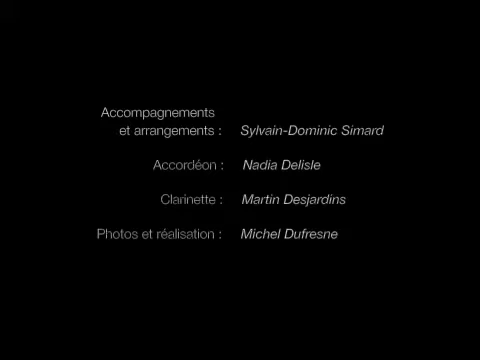 Accompagnements
et arrangements : Sylvain-Dominic Simard
Accordéon : Nadia Delisle
Clarinette : Martin Desjardins
Photos et réalisation : Michel Dufresne